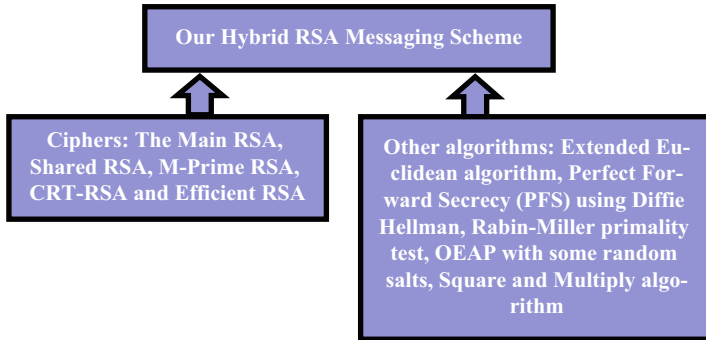 Our Hybrid RSA Messaging Scheme
Ciphers: The Main RSA,
Shared RSA, M-Prime RSA,
CRT-RSA and Efficient RSA
Other algorithms: Extended Eu-
clidean algorithm, Perfect For-
ward Secrecy (PFS) using Diffie
Hellman, Rabin-Miller primality
test, OEAP with some random
salts, Square and Multiply algo-
rithm